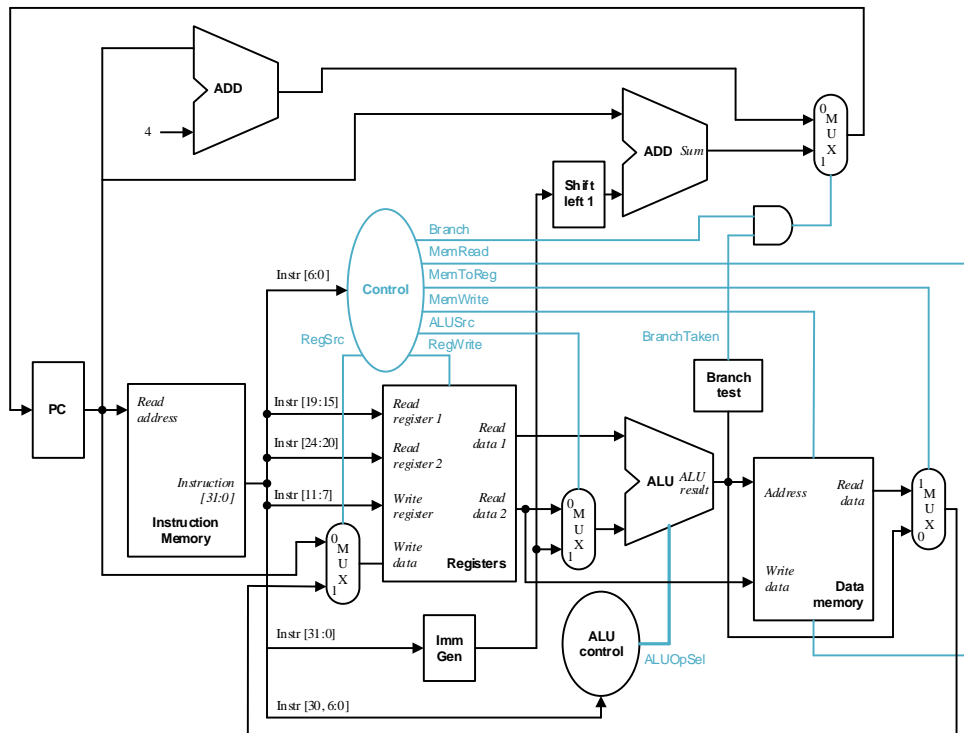 ADD
4
ADD
Sum
0
M
U
X
1
Shift
left 1
Branch
MemRead
MemToReg
MemWrite
ALUSrc
RegWrite
Control
Instr [6:0]
RegSrc
BranchTaken
Branch
test
PC
Read
address
Instruction
[31:0]
Instruction
Memory
Instr [19:15]
Instr [24:20]
Instr [11:7]
Read
register 1
Read
register 2
Write
register
Write
data
Read
data 1
Read
data 2
Registers
0
M
U
X
1
0
M
U
X
1
ALU
ALU
result
Address
Read
data
Write
data
Data
memory
1
M
U
X
0
Instr [31:0]
Imm
Gen
ALU
control
ALUOpSel
Instr [30, 6:0]